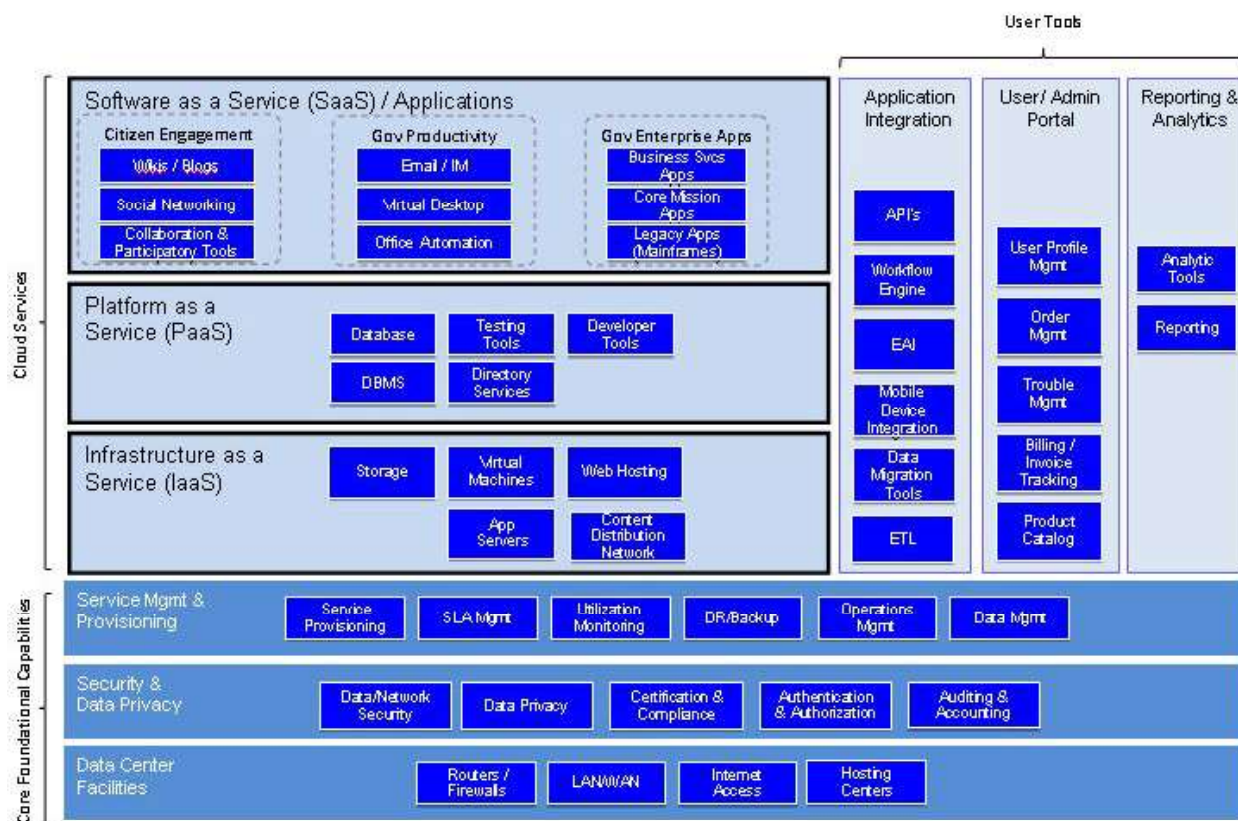 User Tools
Cloud Services
Software as a Service (SaaS) / Applications
Citizen Engagement
Wikis / Blogs
Social Networking
Collaboration &
Participatory Tools
Gov Productivity
Email / IM
Virtual Desktop
Office Automation
Gov Enterprise Apps
Business Svcs
Apps
Core Mission
Apps
Legacy Apps
(Mainframes)
Platform as a
Service (PaaS)
Database
Testing
Tools
Developer
Tools
DBMS
Directory
Services
Infrastructure as a
Service (IaaS)
Storage
Virtual
Machines
Web Hosting
App
Servers
Content
Distribution
Network
Application
Integration
API's
Workflow
Engine
EAI
Mobile
Device
Integration
Data
Migration
Tools
ETL
User/ Admin
Portal
User Profile
Mgmt
Order
Mgmt
Trouble
Mgmt
Billing /
Invoice
Tracking
Product
Catalog
Reporting &
Analytics
Analytic
Tools
Reporting
Core Foundational Capabilities
Service Mgmt &
Provisioning
Service
Provisioning
SLA Mgmt
Utilization
Monitoring
DR/Backup
Operations
Mgmt
Data Mgmt
Security &
Data Privacy
Data/Network
Security
Data Privacy
Certification &
Compliance
Authentication
& Authorization
Auditing &
Accounting
Data Center
Facilities
Routers /
Firewalls
LAN/WAN
Internet
Access
Hosting
Centers